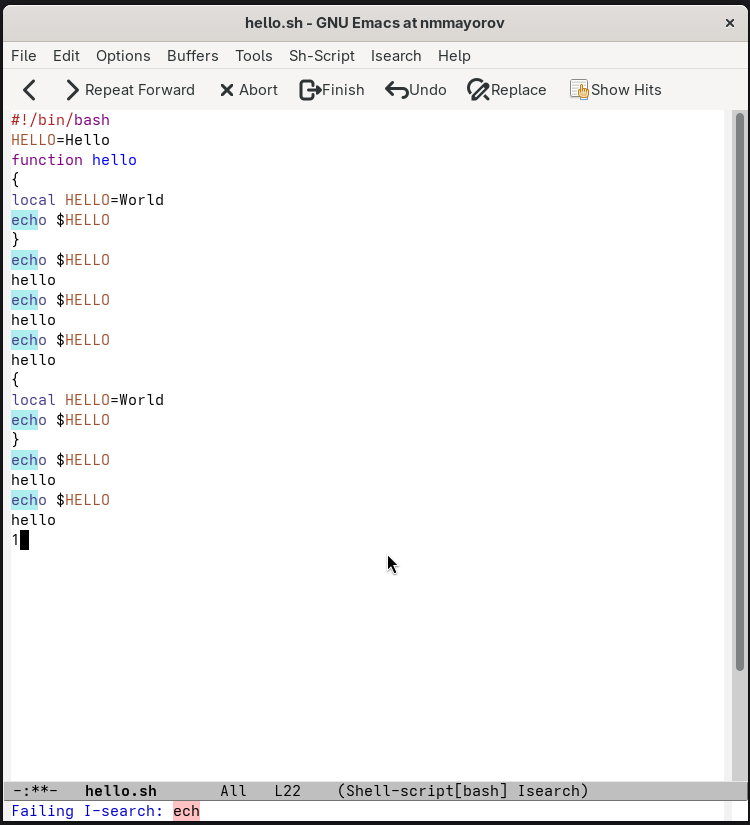 hello.sh - GNU Emacs at nmmayorov
File Edit Options Buffers Tools Sh-Script Isearch Help
Repeat Forward Abort Finish Undo Replace Show Hits
#!/bin/bash
HELLO=Hello
function hello
{
local HELLO=World
echo $HELLO
}
echo $HELLO
hello
echo $HELLO
hello
echo $HELLO
hello
{
local HELLO=World
echo $HELLO
}
echo $HELLO
hello
echo $HELLO
hello
1
-:**- hello.sh All L22 (Shell-script[bash] Isearch)
Failing I-search: ech